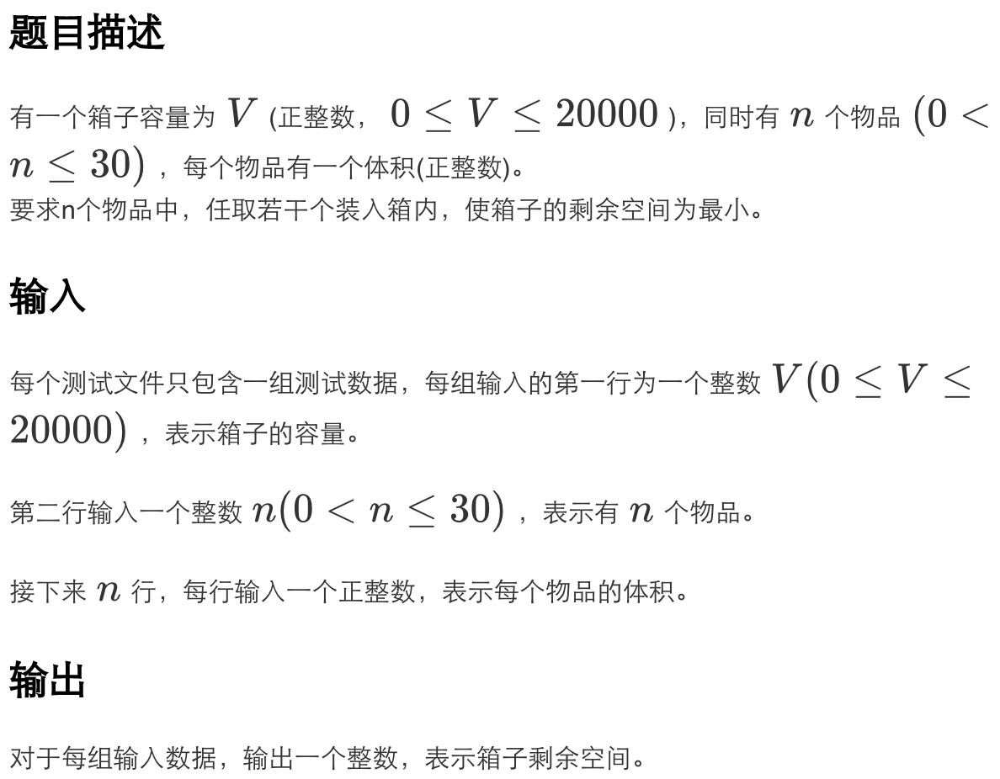 题目描述
有一个箱子容量为 V (正整数， 0 ≤ V ≤ 20000 )，同时有 n 个物品 (0 <
n ≤ 30) ，每个物品有一个体积(正整数)。
要求n个物品中，任取若干个装入箱内，使箱子的剩余空间为最小。
输入
每个测试文件只包含一组测试数据，每组输入的第一行为一个整数 V(0 ≤ V ≤
20000) ，表示箱子的容量。
第二行输入一个整数 n(0 < n ≤ 30) ，表示有 n 个物品。
接下来 n 行，每行输入一个正整数，表示每个物品的体积。
输出
对于每组输入数据，输出一个整数，表示箱子剩余空间。